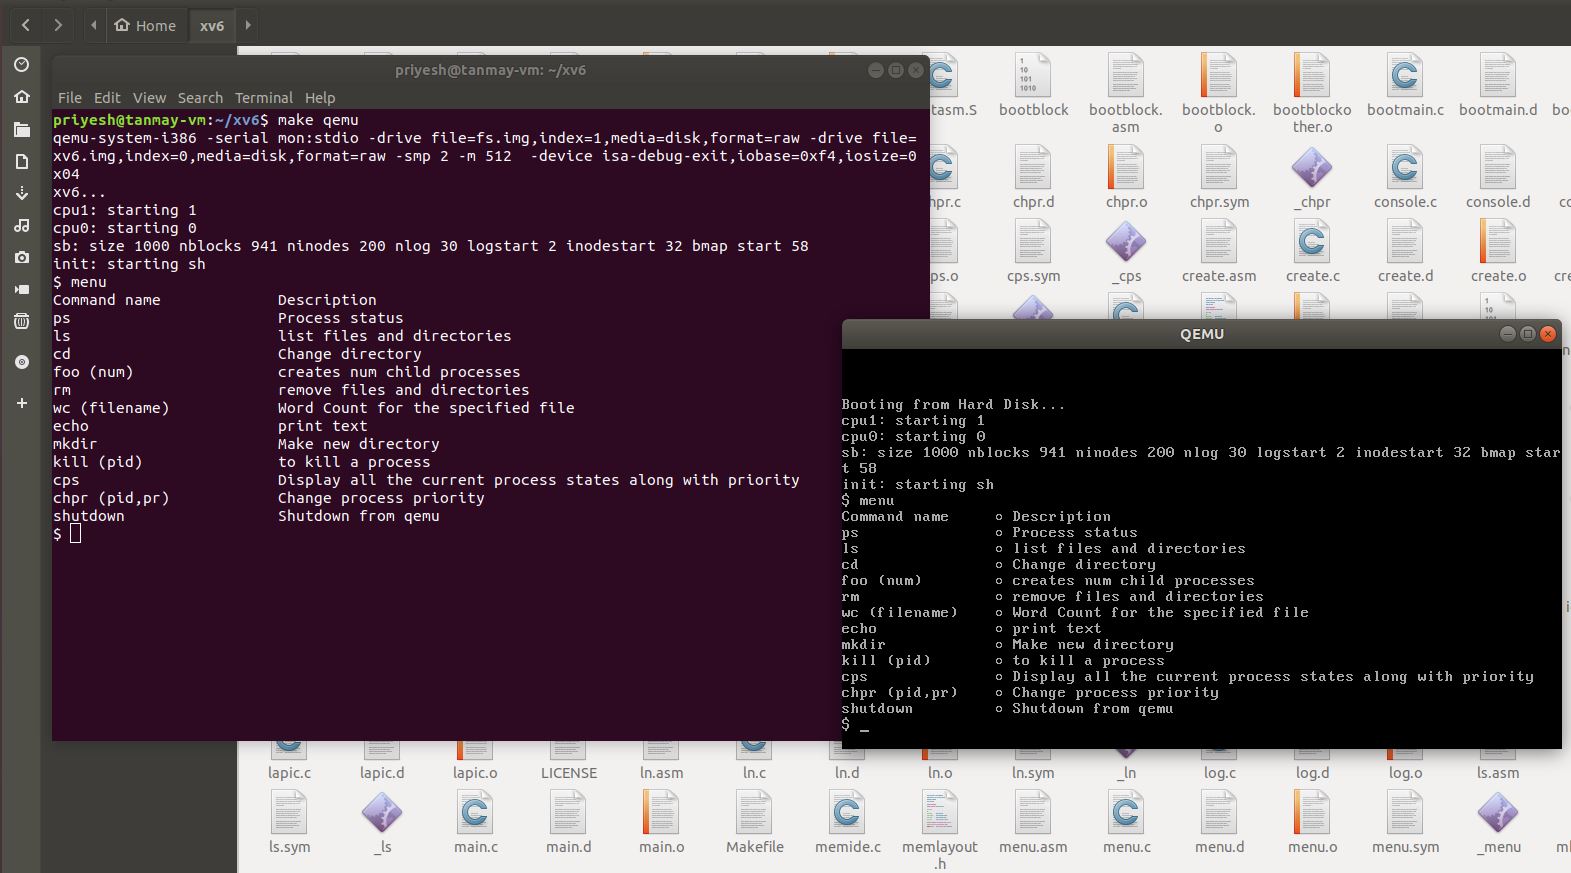 Home
xv6
priyesh@tanmay-vm: ~/xv6
File Edit View Search Terminal Help
priyesh@tanmay-vm:~/xv6$ make qemu
qemu-system-i386 -serial mon:stdio -drive file=fs.img,index=1,media=disk,format=raw -drive file=
xv6.img,index=0,media=disk,format=raw -smp 2 -m 512  -device isa-debug-exit,iobase=0xf4,iosize=0
x04
xv6...
cpu1: starting 1
cpu0: starting 0
sb: size 1000 nblocks 941 ninodes 200 nlog 30 logstart 2 inodestart 32 bmap start 58
init: starting sh
$ menu
Command name Description
ps Process status
ls list files and directories
cd Change directory
foo (num) creates num child processes
rm remove files and directories
wc (filename) Word Count for the specified file
echo print text
mkdir Make new directory
kill (pid) to kill a process
cps Display all the current process states along with priority
chpr (pid,pr) Change process priority
shutdown Shutdown from qemu
$
tasm.S bootblock bootblock. bootblock. bootblocko bootmain.c bootmain.d
asm o ther.o
hpr.c chpr.d chpr.o chpr.sym _chpr console.c console.d
ps.o cps.sym _cps create.asm create.c create.d create.o
QEMU
Booting from Hard Disk...
cpu1: starting 1
cpu0: starting 0
sb: size 1000 nblocks 941 ninodes 200 nlog 30 logstart 2 inodestart 32 bmap star
t 58
init: starting sh
$ menu
Command name ○ Description
ps ○ Process status
ls ○ list files and directories
cd ○ Change directory
foo (num) ○ creates num child processes
rm ○ remove files and directories
wc (filename) ○ Word Count for the specified file
echo ○ print text
mkdir ○ Make new directory
kill (pid) ○ to kill a process
cps ○ Display all the current process states along with priority
chpr (pid,pr) ○ Change process priority
shutdown ○ Shutdown from qemu
$ _
lapic.c lapic.d lapic.o LICENSE ln.asm ln.c ln.d ln.o ln.sym _ln log.c log.d log.o ls.asm
ls.sym _ls main.c main.d main.o Makefile memide.c memlayout menu.asm menu.c menu.d menu.o menu.sym _menu
.h